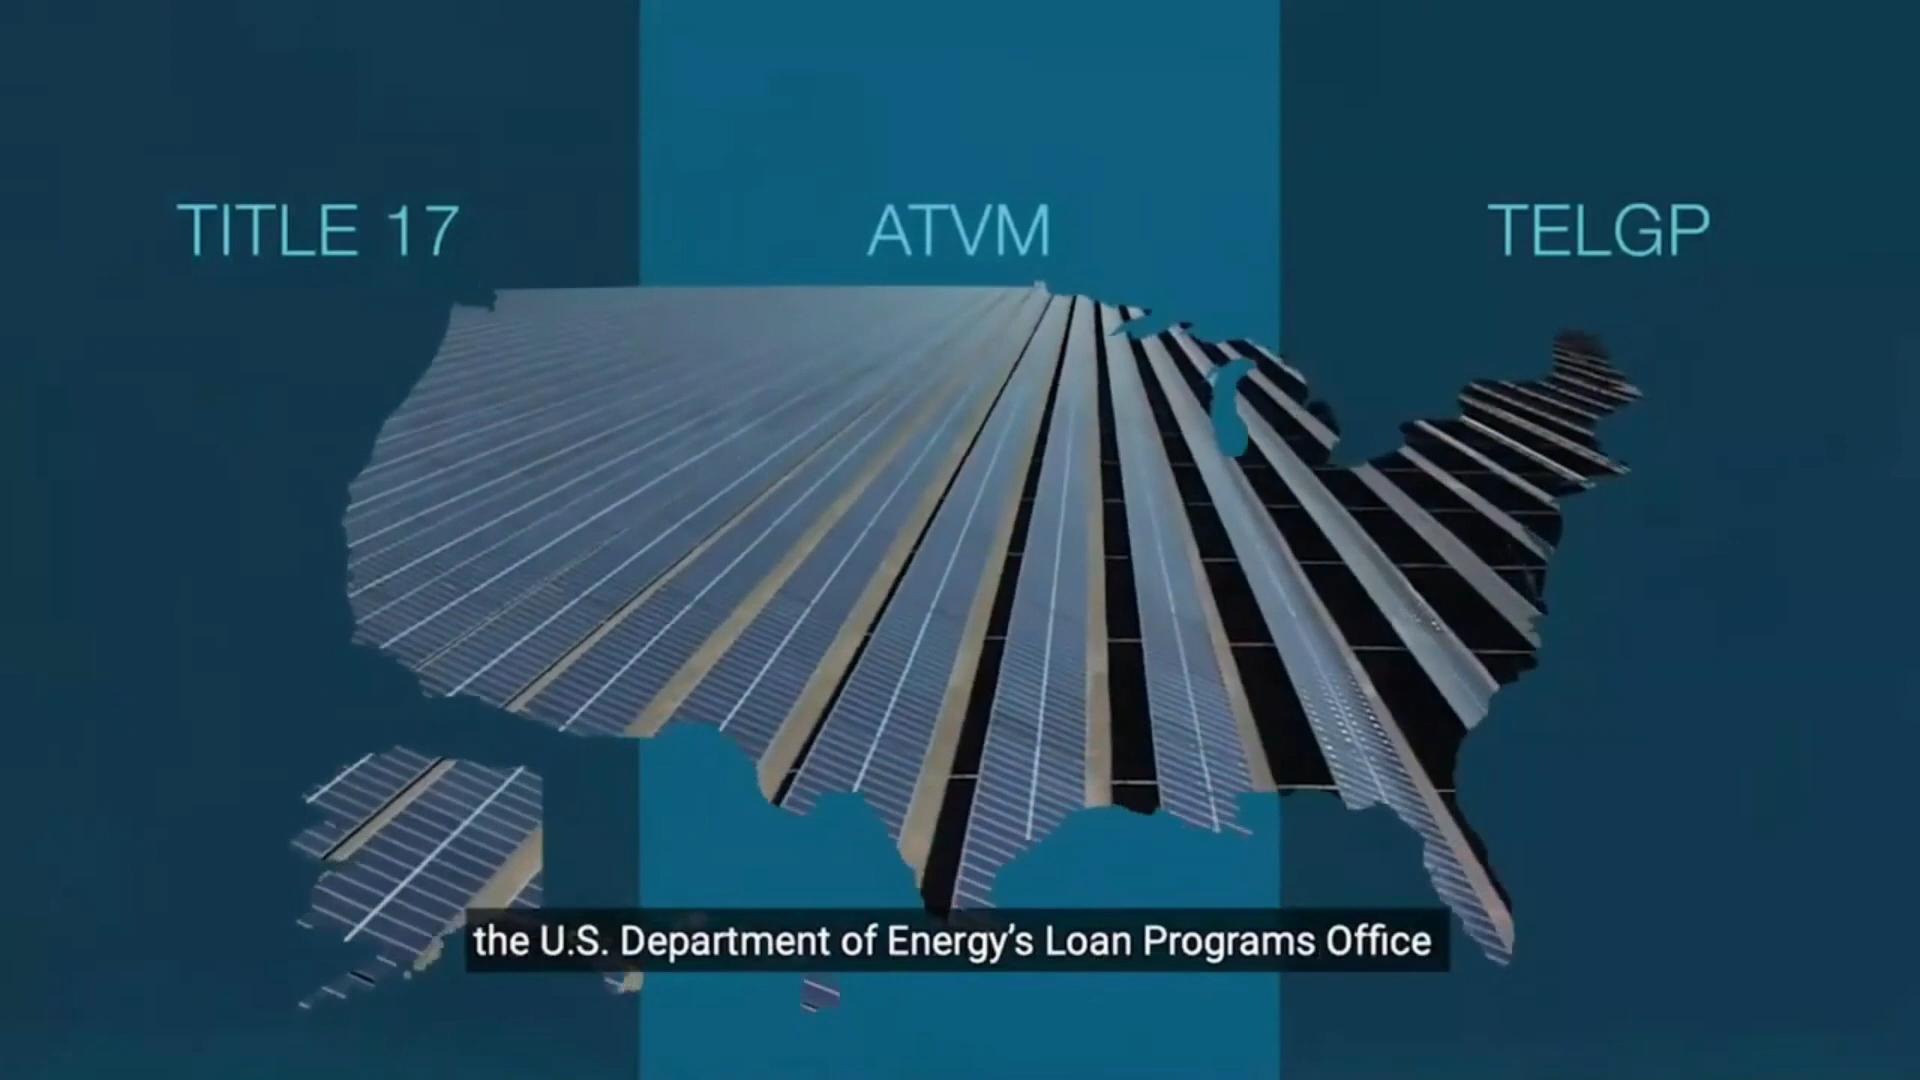 TITLE 17
ATVM
TELGP
the U.S. Department of Energy's Loan Programs Office